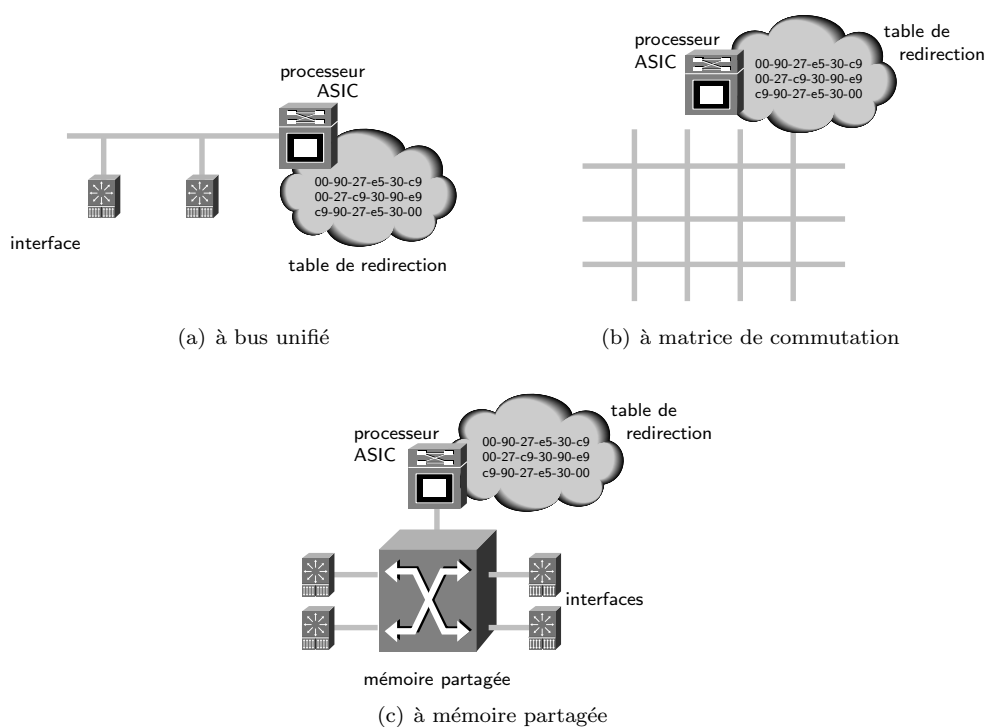 processeur
ASIC
00-90-27-e5-30-c9
00-27-c9-30-90-e9
c9-90-27-e5-30-00
interface
table de redirection
(a) à bus unifié
processeur
ASIC
table de
redirection
00-90-27-e5-30-c9
00-27-c9-30-90-e9
c9-90-27-e5-30-00
(b) à matrice de commutation
processeur
ASIC
table de
redirection
00-90-27-e5-30-c9
00-27-c9-30-90-e9
c9-90-27-e5-30-00
interfaces
mémoire partagée
(c) à mémoire partagée